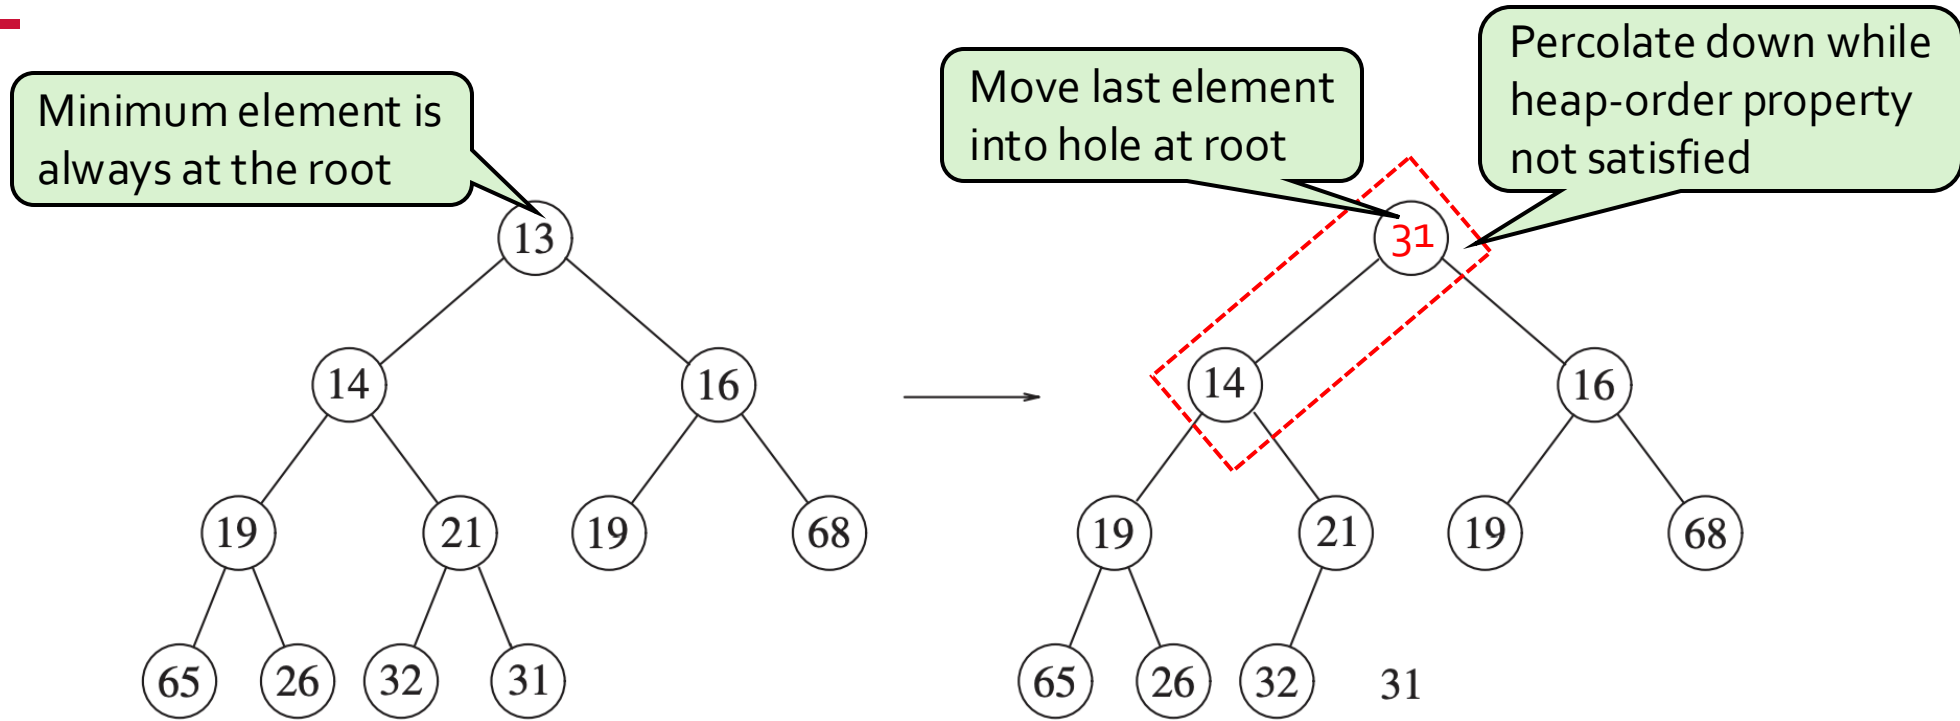 Minimum element is
always at the root
Move last element
into hole at root
Percolate down while
heap-order property
not satisfied
13
14 16
19 21 19 68
65 26 32 31
31
14 16
19 21 19 68
65 26 32 31